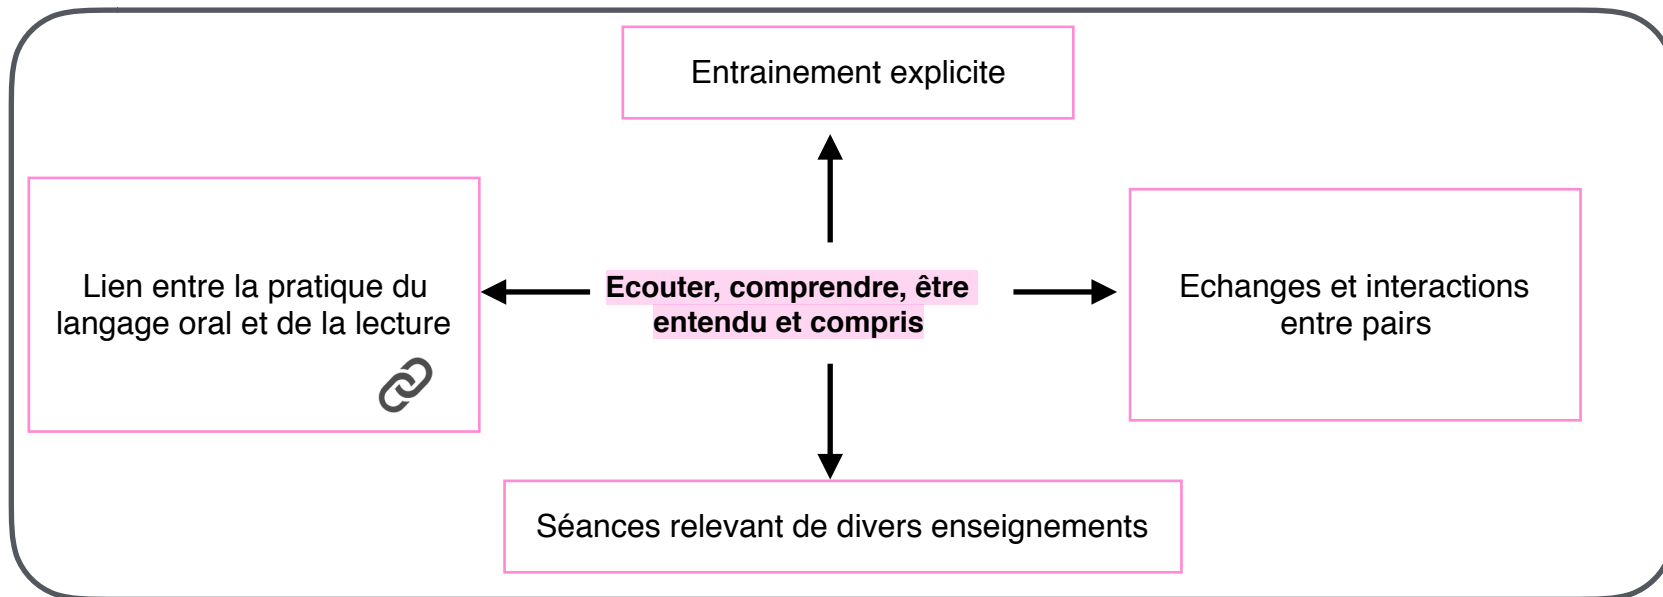 Entrainement explicite
Lien entre la pratique du
langage oral et de la lecture
Ecouter, comprendre, être
entendu et compris
Echanges et interactions
entre pairs
Séances relevant de divers enseignements